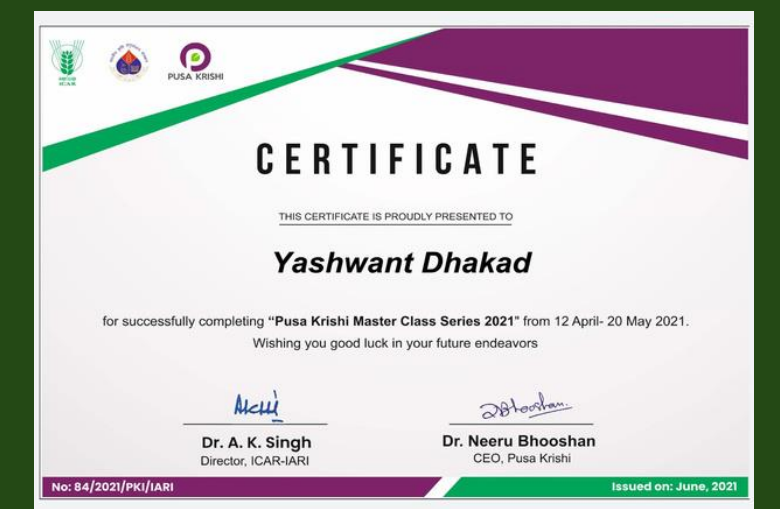 PUSA KRISHI
CERTIFICATE
THIS CERTIFICATE IS PROUDLY PRESENTED TO
Yashwant Dhakad
for successfully completing “Pusa Krishi Master Class Series 2021" from 12 April- 20 May 2021.
Wishing you good luck in your future endeavors
Dr. A. K. Singh
Director, ICAR-IARI
Dr. Neeru Bhooshan
CEO, Pusa Krishi
No: 84/2021/PKI/IARI
Issued on: June, 2021